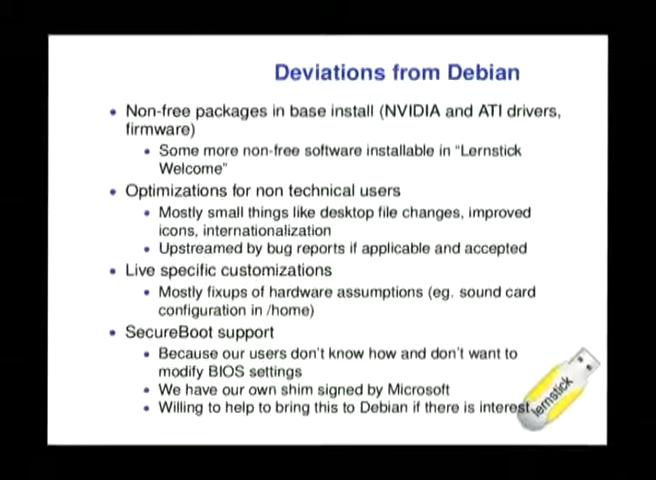 Deviations from Debian
• Non-free packages in base install (NVIDIA and ATI drivers,
firmware)
• Some more non-free software installable in “Lernstick
Welcome”
• Optimizations for non technical users
• Mostly small things like desktop file changes, improved
icons, internationalization
• Upstreamed by bug reports if applicable and accepted
• Live specific customizations
• Mostly fixups of hardware assumptions (eg. sound card
configuration in /home)
• SecureBoot support
• Because our users don’t know how and don’t want to
modify BIOS settings
• We have our own shim signed by Microsoft
• Willing to help to bring this to Debian if there is interest
lernstick